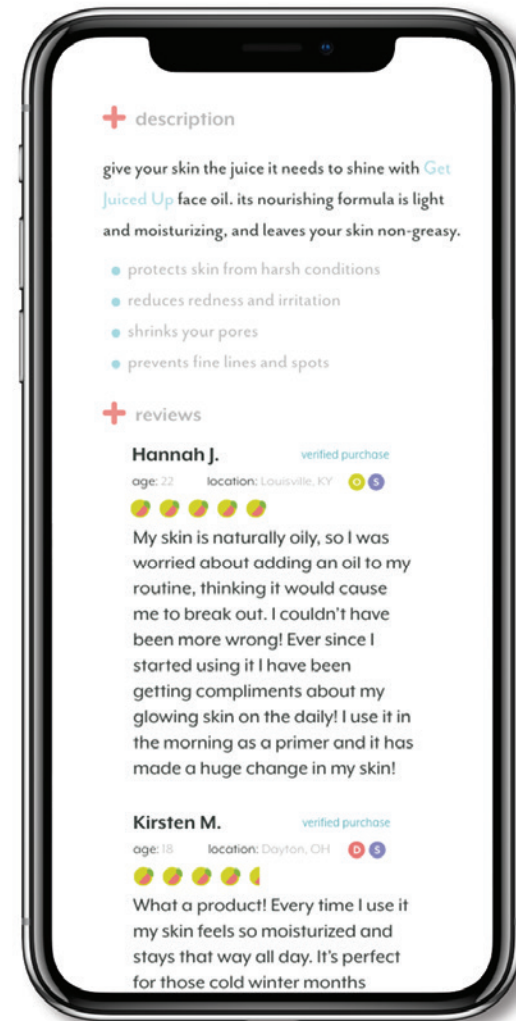 description
give your skin the juice it needs to shine with Get
Juiced Up face oil. its nourishing formula is light
and moisturizing, and leaves your skin non-greasy.
protects skin from harsh conditions
reduces redness and irritation
shrinks your pores
prevents fine lines and spots
reviews
Hannah J. verified purchase
age: 22 location: Louisville, KY O S
My skin is naturally oily, so I was
worried about adding an oil to my
routine, thinking it would cause
me to break out. I couldn't have
been more wrong! Ever since I
started using it I have been
getting compliments about my
glowing skin on the daily! I use it in
the morning as a primer and it has
made a huge change in my skin!
Kirsten M. verified purchase
age: 18 location: Dayton, OH D S
What a product! Every time I use it
my skin feels so moisturized and
stays that way all day. It's perfect
for those cold winter months